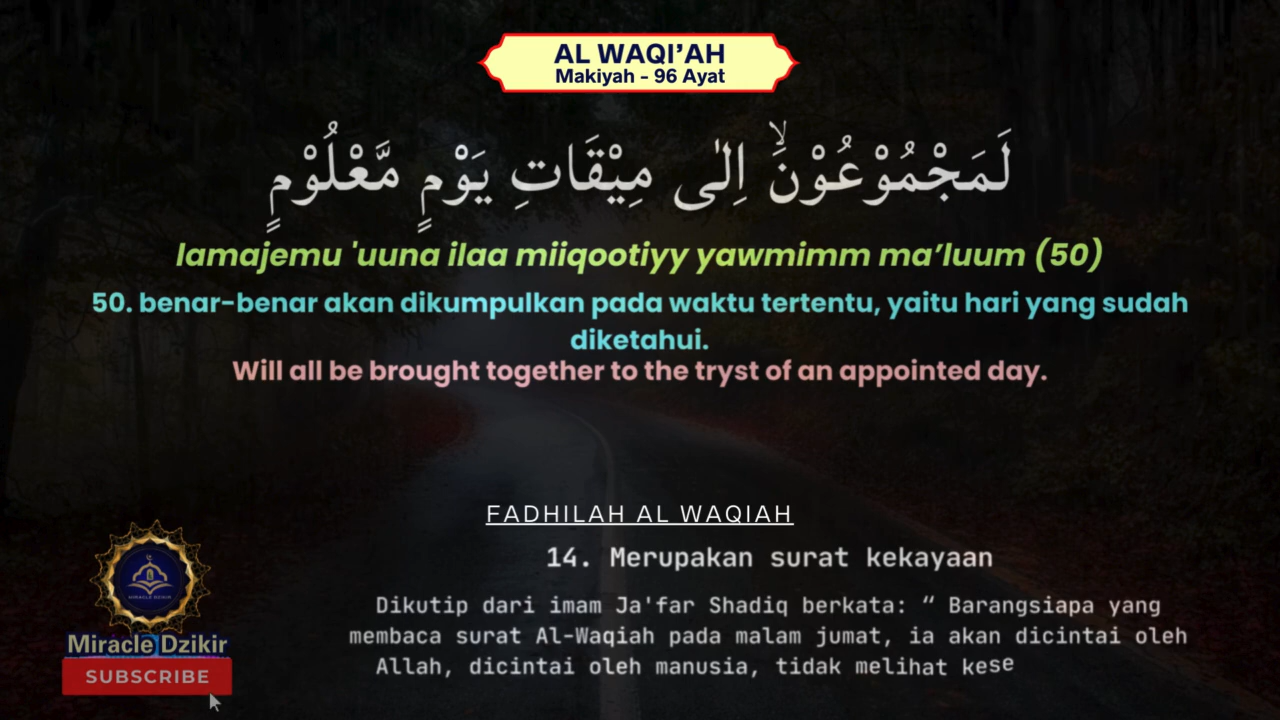 AL WAQI’AH
Makiyah - 96 Ayat
لَمَجْمُوْعُوْنَۙ اِلٰى مِيْقَاتِ يَوْمٍ مَّعْلُوْمٍ
lamajemu 'uuna ilaa miiqootiyy yawmimm ma’luum (50)
50. benar-benar akan dikumpulkan pada waktu tertentu, yaitu hari yang sudah
diketahui.
Will all be brought together to the tryst of an appointed day.
FADHILAH AL WAQIAH
14. Merupakan surat kekayaan
Dikutip dari imam Ja'far Shadiq berkata: “ Barangsiapa yang
membaca surat Al-Waqiah pada malam jumat, ia akan dicintai oleh
Allah, dicintai oleh manusia, tidak melihat kese
MIRACLE DZIKIR
Miracle Dzikir
SUBSCRIBE